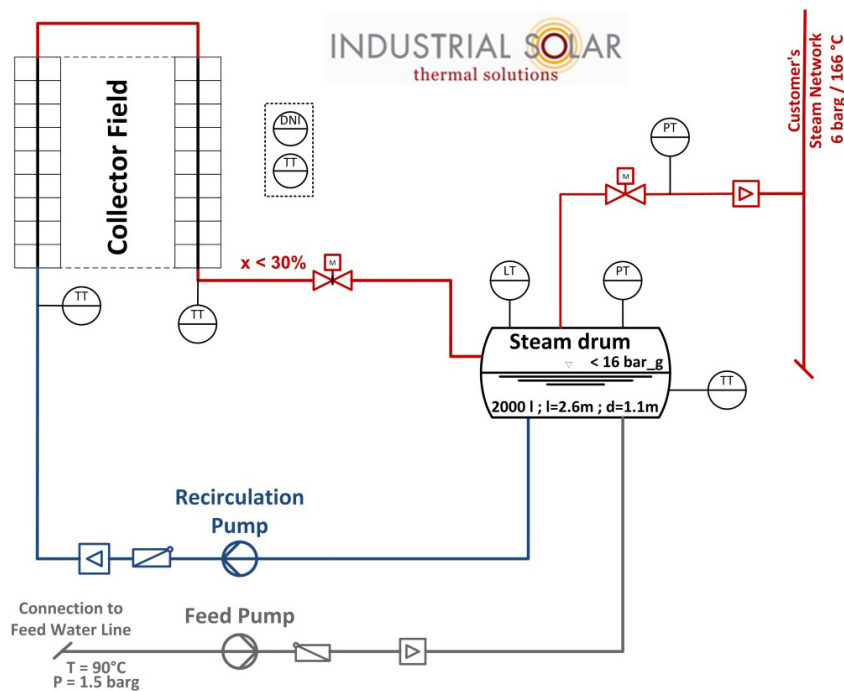 INDUSTRIAL SOLAR
thermal solutions
Customer's
Steam Network
6 barg / 166 °C
Collector Field
DNI
TT
PT
M
x < 30%
M
TT
TT
LT
PT
Steam drum
< 16 bar_g
TT
2000 l ; l=2.6m ; d=1.1m
Recirculation
Pump
Connection to
Feed Water Line
Feed Pump
T = 90°C
P = 1.5 barg